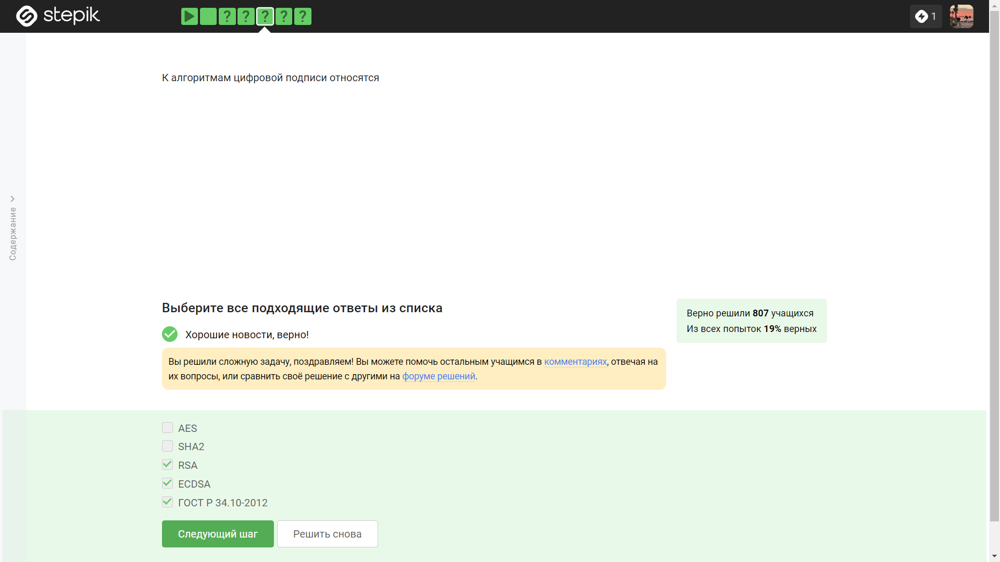 stepik
? ? ? ? ?
1
Содержание
К алгоритмам цифровой подписи относятся
Выберите все подходящие ответы из списка
Хорошие новости, верно!
Вы решили сложную задачу, поздравляем! Вы можете помочь остальным учащимся в комментариях, отвечая на
их вопросы, или сравнить своё решение с другими на форуме решений.
Верно решили 807 учащихся
Из всех попыток 19% верных
AES
SHA2
RSA
ECDSA
ГОСТ Р 34.10-2012
Следующий шаг
Решить снова